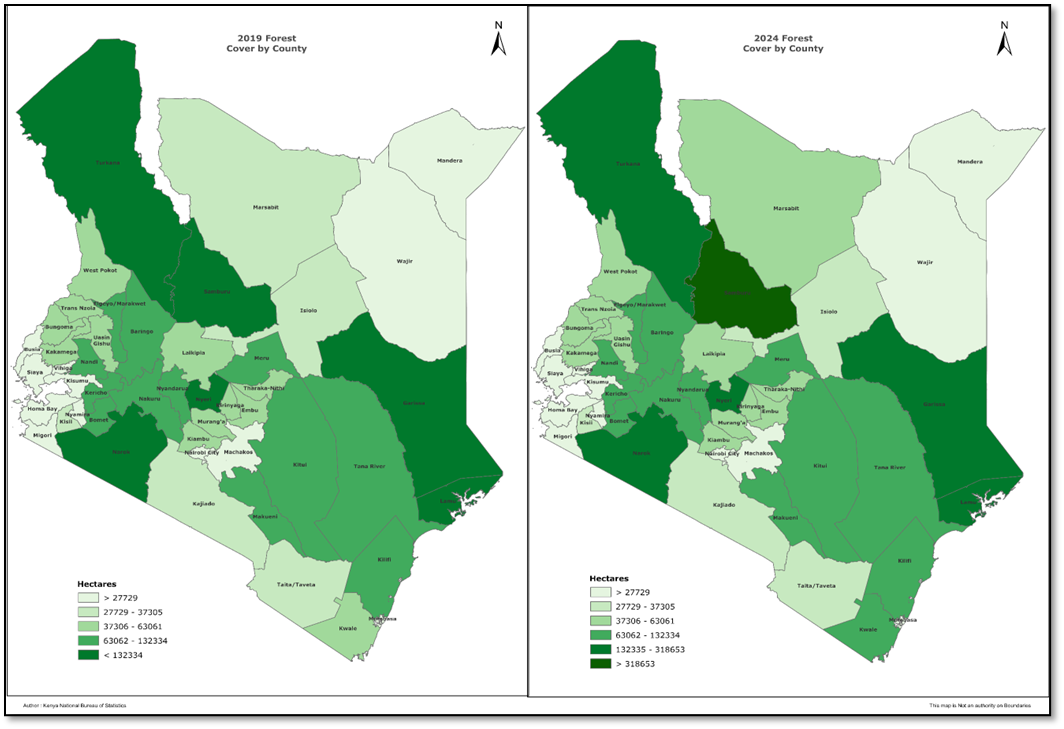 2019 Forest
Cover by County
N
Turkana
Mandera
Marsabit
Wajir
West Pokot
Samburu
Isiolo
Elgeyo/Marakwet
Trans Nzoia
Baringo
Bungoma
Uasin
Gishu
Laikipia
Meru
Busia
Kakamega
Nandi
Vihiga
Siaya
Kisumu
Nyandarua
Tharaka-Nithi
Kericho
Nakuru
Nyeri
Garissa
Homa Bay
Kirinyaga
Embu
Nyamira
Kisii
Bomet
Murang'a
Migori
Kiambu
Narok
Nairobi City
Machakos
Kitui
Tana River
Kajiado
Lamu
Makueni
Kilifi
Taita/Taveta
Mombasa
Kwale
Hectares
> 27729
27729 - 37305
37306 - 63061
63062 - 132334
< 132334
Author : Kenya National Bureau of Statistics
2024 Forest
Cover by County
N
Turkana
Mandera
Marsabit
Wajir
West Pokot
Samburu
Isiolo
Elgeyo/Marakwet
Trans Nzoia
Baringo
Bungoma
Uasin
Gishu
Laikipia
Meru
Busia
Kakamega
Nandi
Vihiga
Siaya
Kisumu
Nyandarua
Tharaka-Nithi
Kericho
Nakuru
Nyeri
Garissa
Homa Bay
Kirinyaga
Embu
Nyamira
Kisii
Bomet
Murang'a
Migori
Kiambu
Narok
Nairobi City
Machakos
Kitui
Tana River
Kajiado
Lamu
Makueni
Kilifi
Taita/Taveta
Mombasa
Kwale
Hectares
> 27729
27729 - 37305
37306 - 63061
63062 - 132334
132335 - 318653
> 318653
This map is Not an authority on Boundaries